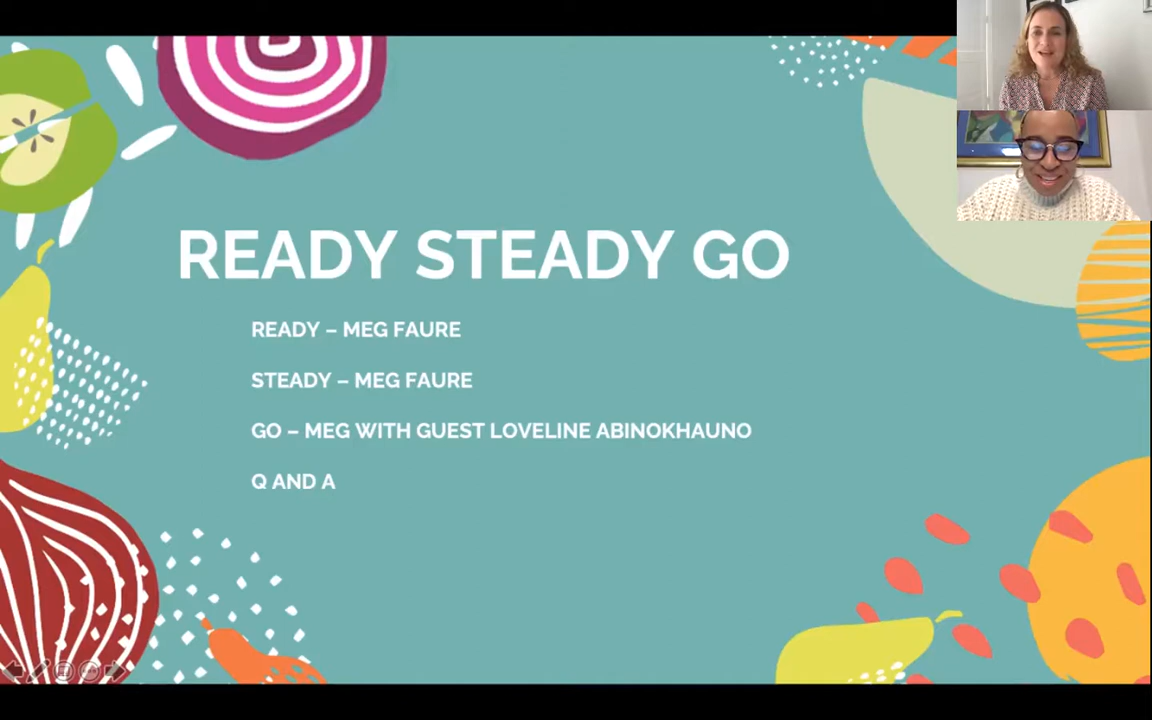 READY STEADY GO
READY – MEG FAURE
STEADY – MEG FAURE
GO – MEG WITH GUEST LOVELINE ABINOKHAUNO
Q AND A